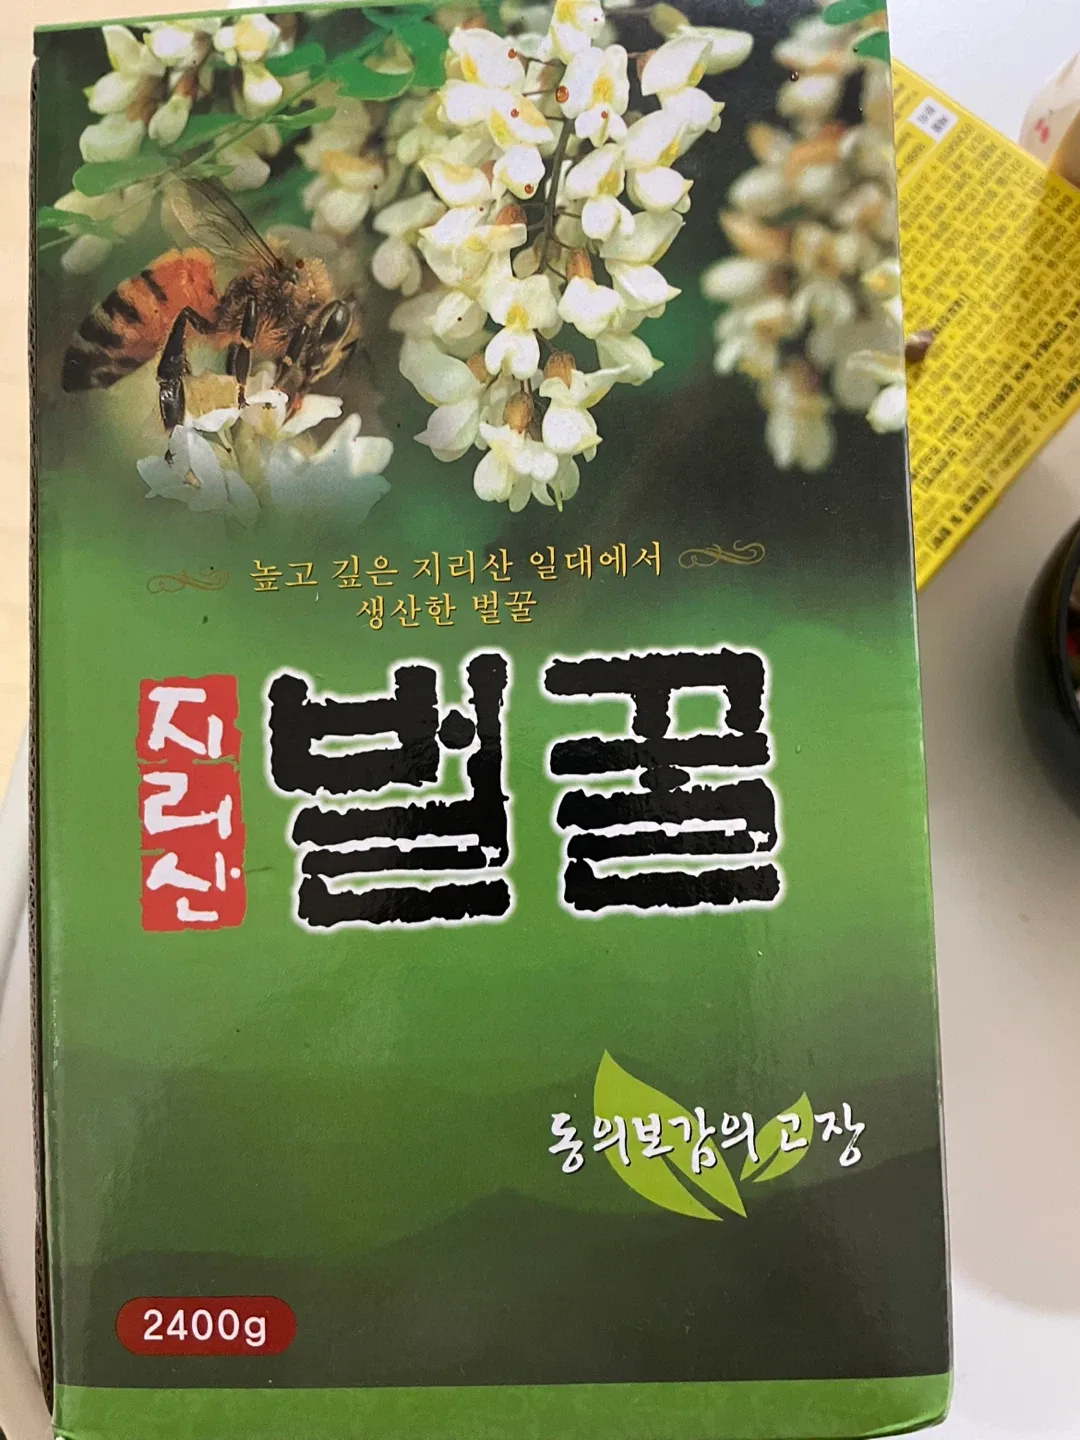 높고 깊은 지리산 일대에서
생산한 벌꿀
지리산
벌꿀
동의보감의 고장
2400g